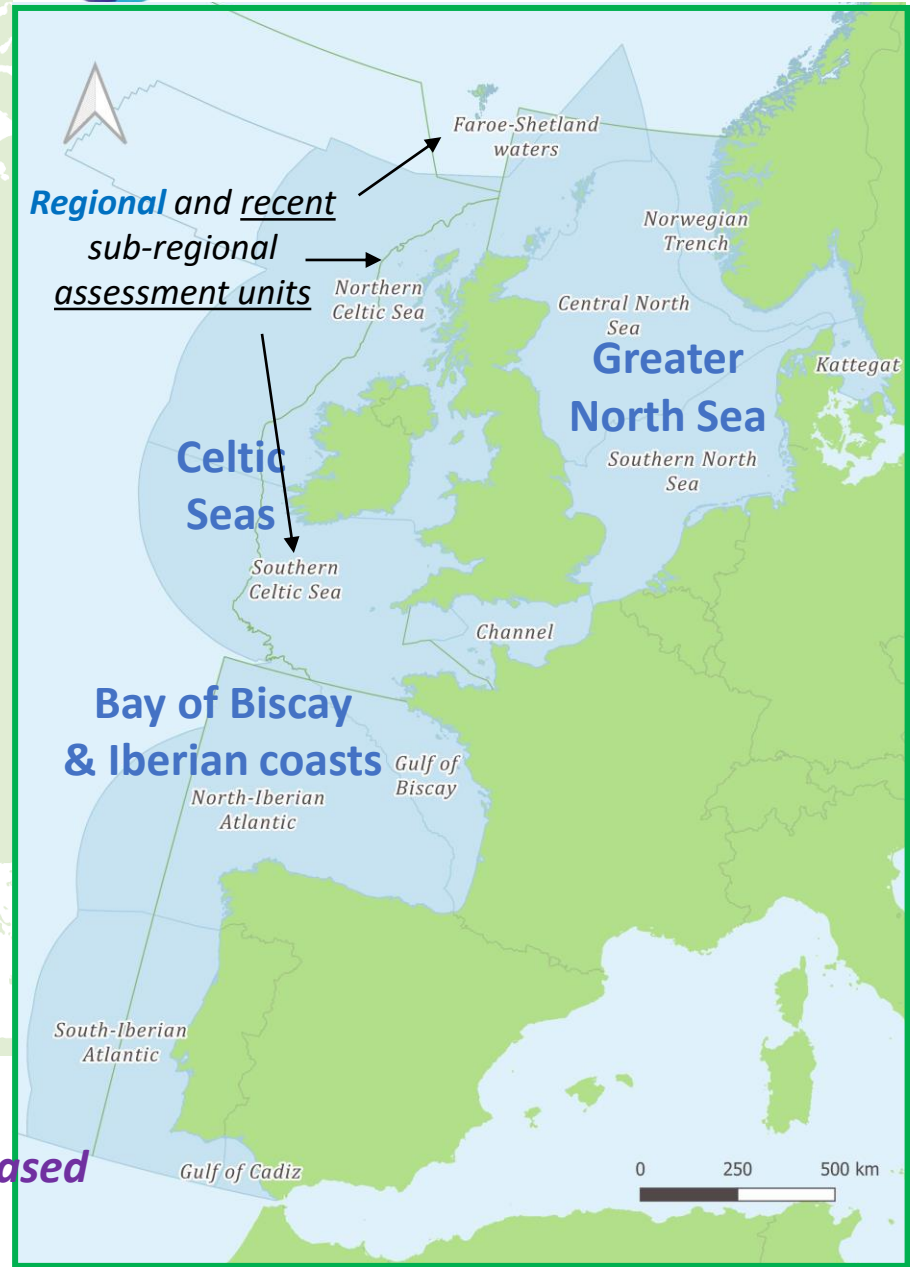 Faroe-Shetland
waters
Regional and recent
sub-regional
assessment units
Norwegian
Trench
Northern
Celtic Sea
Central North
Sea
Greater
North Sea
Kattegat
Southern North
Sea
Celtic
Seas
Southern
Celtic Sea
Channel
Bay of Biscay
& Iberian coasts
Gulf of
Biscay
North-Iberian
Atlantic
South-Iberian
Atlantic
ased
Gulf of Cadiz
0 250 500 km